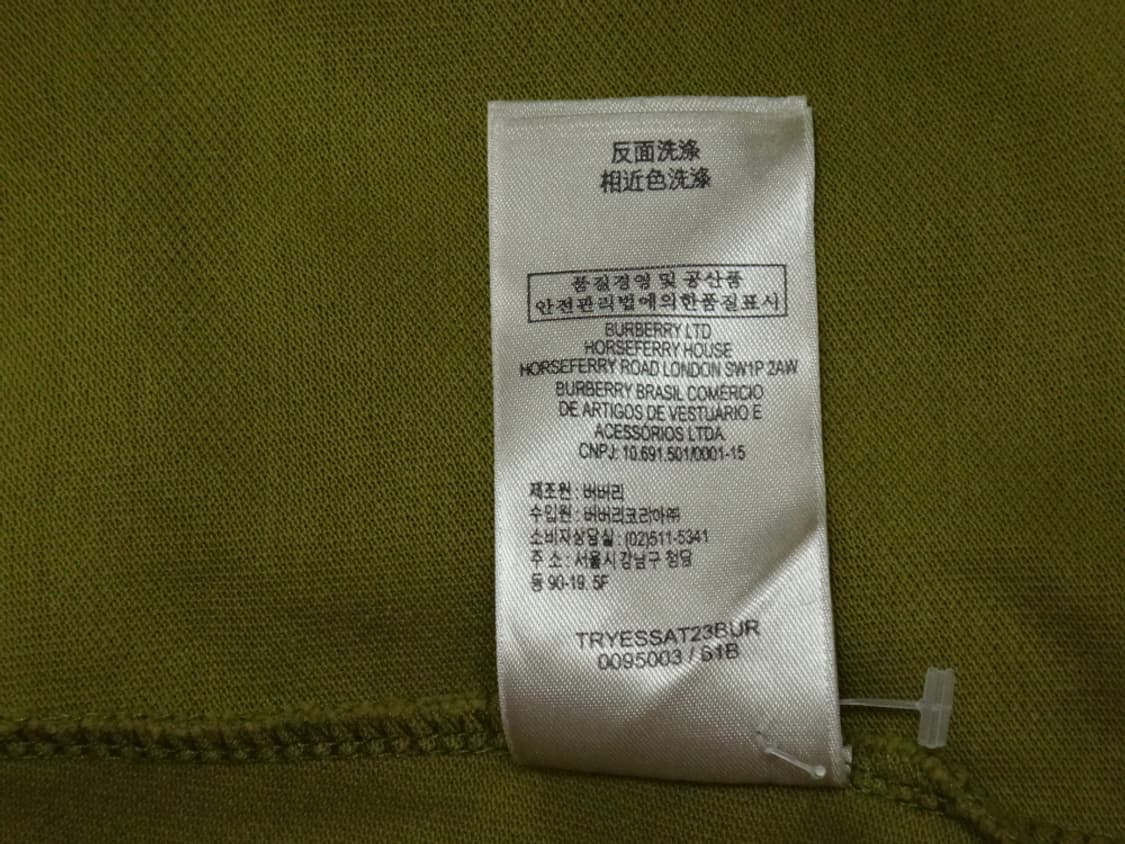 反面洗涤
相近色洗涤
품질경영 및 공산품
안전관리법에의한품질표시
BURBERRY LTD
HORSEFERRY HOUSE
HORSEFERRY ROAD LONDON SW1P 2AW
BURBERRY BRASIL COMÉRCIO
DE ARTIGOS DE VESTUÁRIO E
ACESSÓRIOS LTDA.
CNPJ: 10.691.501/0001-15
제조원 : 버버리
수입원 : 버버리코리아㈜
소비자상담실 : (02)511-5341
주 소 : 서울시 강남구 청담
동 90-19. 5F
TRYESSAT23BUR
0095003 / 61B